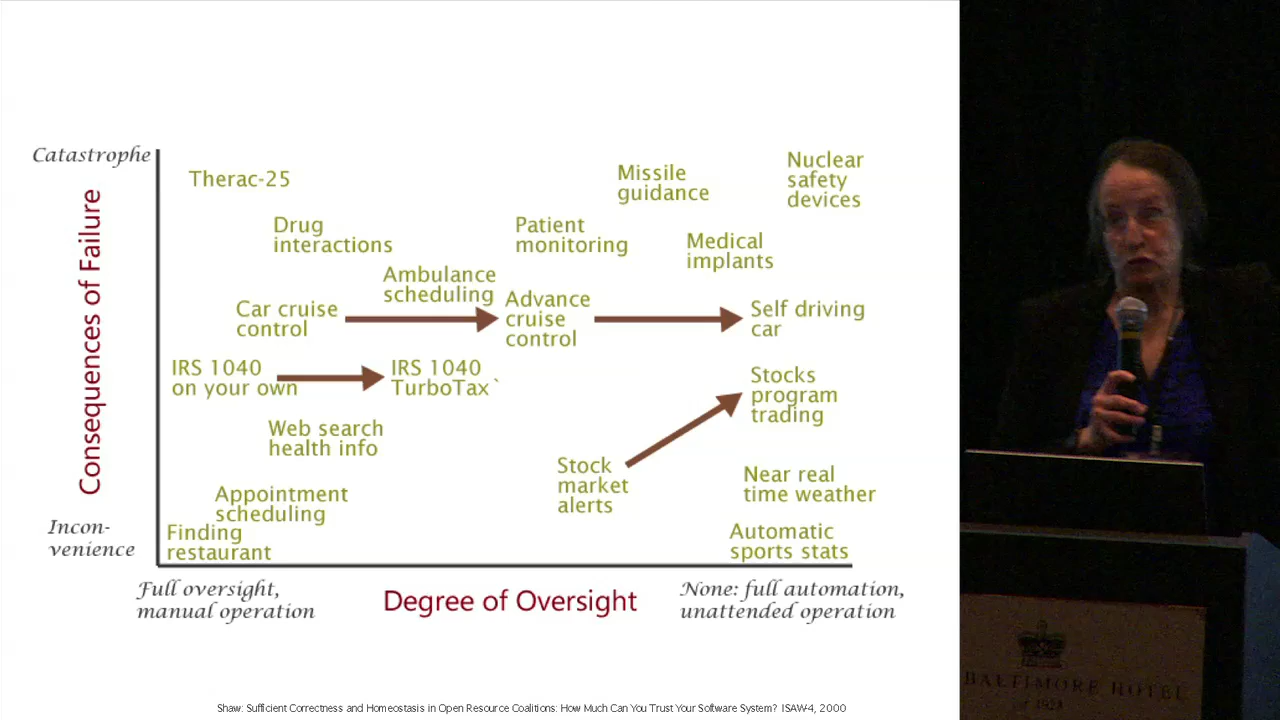 Catastrophe
Consequences of Failure
Incon-
venience
Therac-25
Drug
interactions
Missile
guidance
Nuclear
safety
devices
Patient
monitoring
Medical
implants
Ambulance
scheduling
Car cruise
control
Advance
cruise
control
Self driving
car
IRS 1040
on your own
IRS 1040
TurboTax`
Stocks
program
trading
Web search
health info
Stock
market
alerts
Near real
time weather
Appointment
scheduling
Finding
restaurant
Automatic
sports stats
Full oversight,
manual operation
Degree of Oversight
None: full automation,
unattended operation
Shaw: Sufficient Correctness and Homeostasis in Open Resource Coalitions: How Much Can You Trust Your Software System? ISAW-4, 2000
BALTIMORE HOTEL